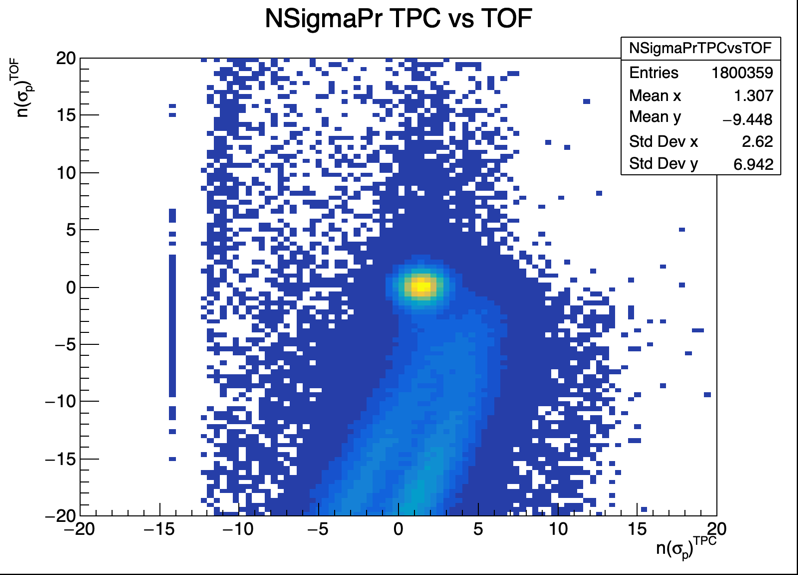 NSigmaPr TPC vs TOF
NSigmaPrTPCvsTOF
Entries 1800359
Mean x 1.307
Mean y −9.448
Std Dev x 2.62
Std Dev y 6.942
n(σp)TOF
20
15
10
5
0
−5
−10
−15
−20
−20 −15 −10 −5 0 5 10 15 20
n(σp)TPC